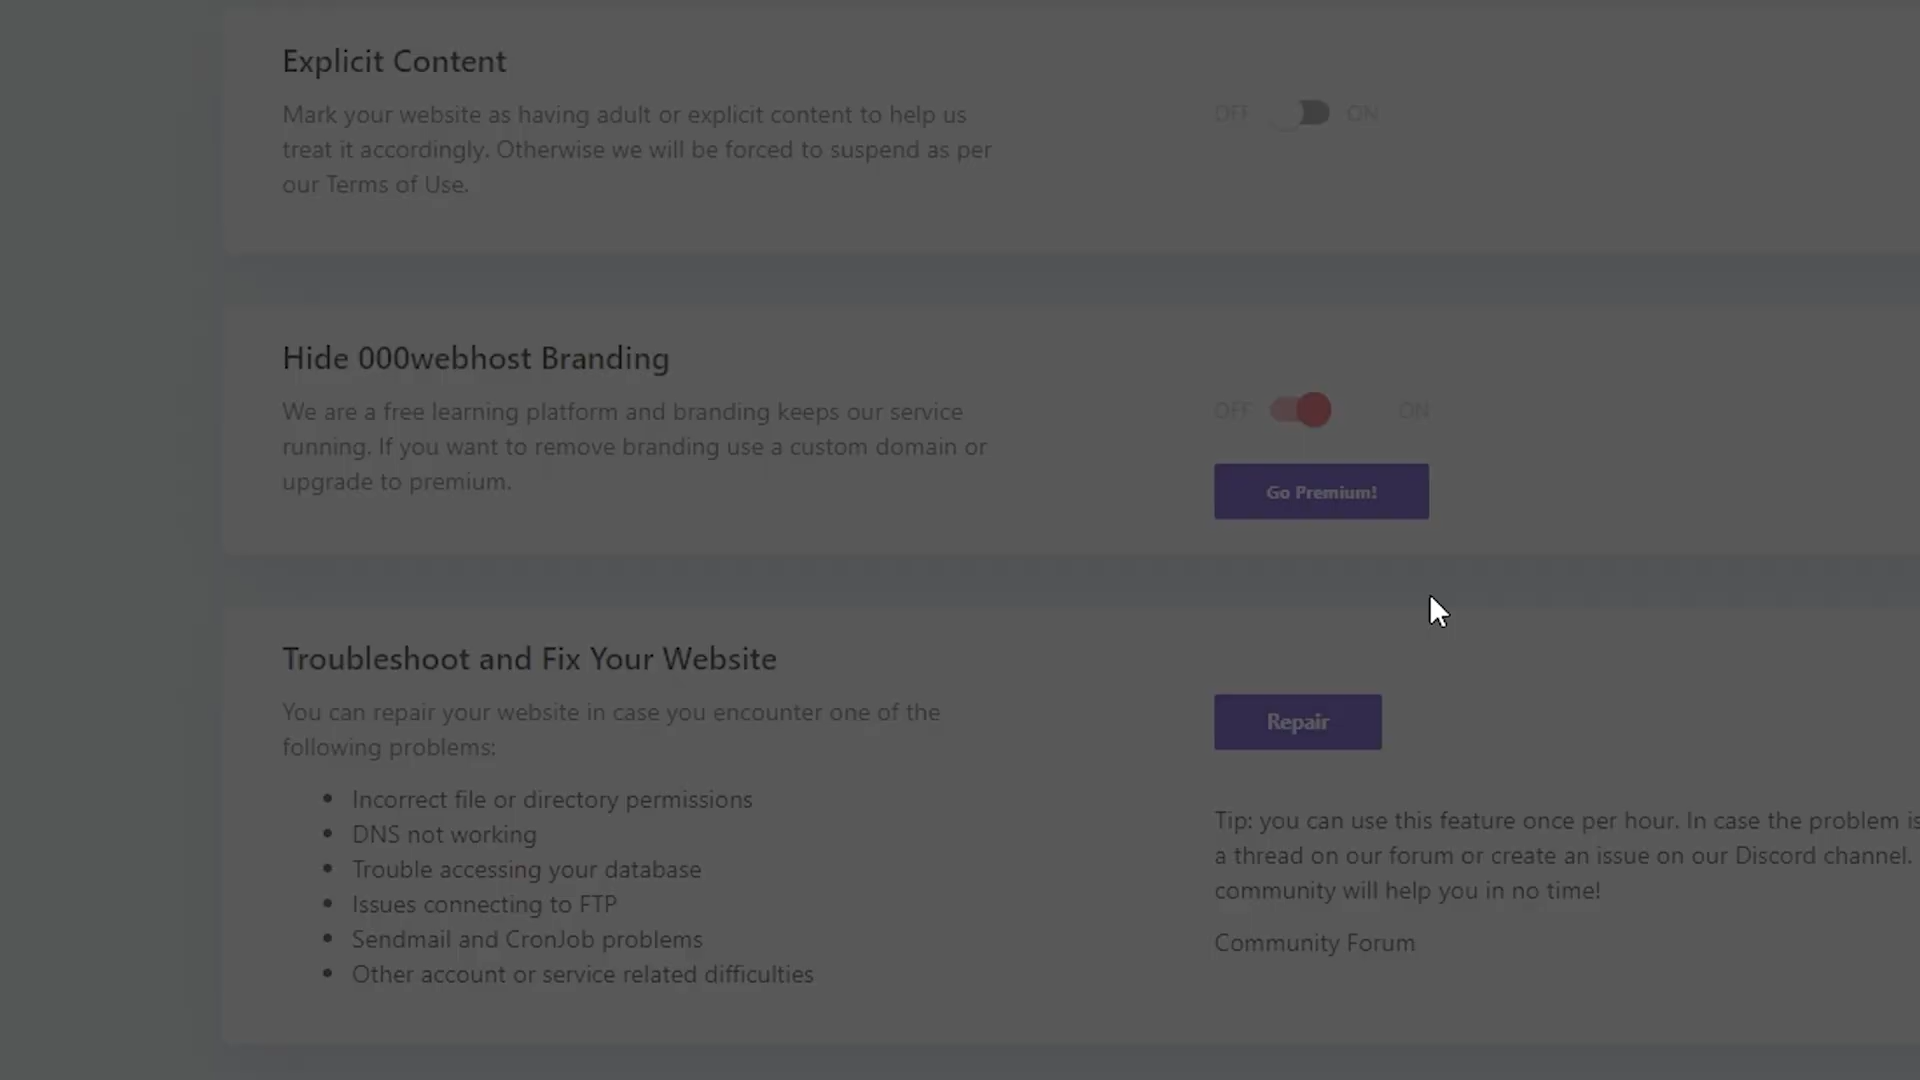 Explicit Content
Mark your website as having adult or explicit content to help us
treat it accordingly. Otherwise we will be forced to suspend as per
our Terms of Use.
OFF ON
Hide 000webhost Branding
We are a free learning platform and branding keeps our service
running. If you want to remove branding use a custom domain or
upgrade to premium.
OFF ON
Go Premium!
Troubleshoot and Fix Your Website
You can repair your website in case you encounter one of the
following problems:
• Incorrect file or directory permissions
• DNS not working
• Trouble accessing your database
• Issues connecting to FTP
• Sendmail and CronJob problems
• Other account or service related difficulties
Repair
Tip: you can use this feature once per hour. In case the problem is
a thread on our forum or create an issue on our Discord channel.
community will help you in no time!
Community Forum